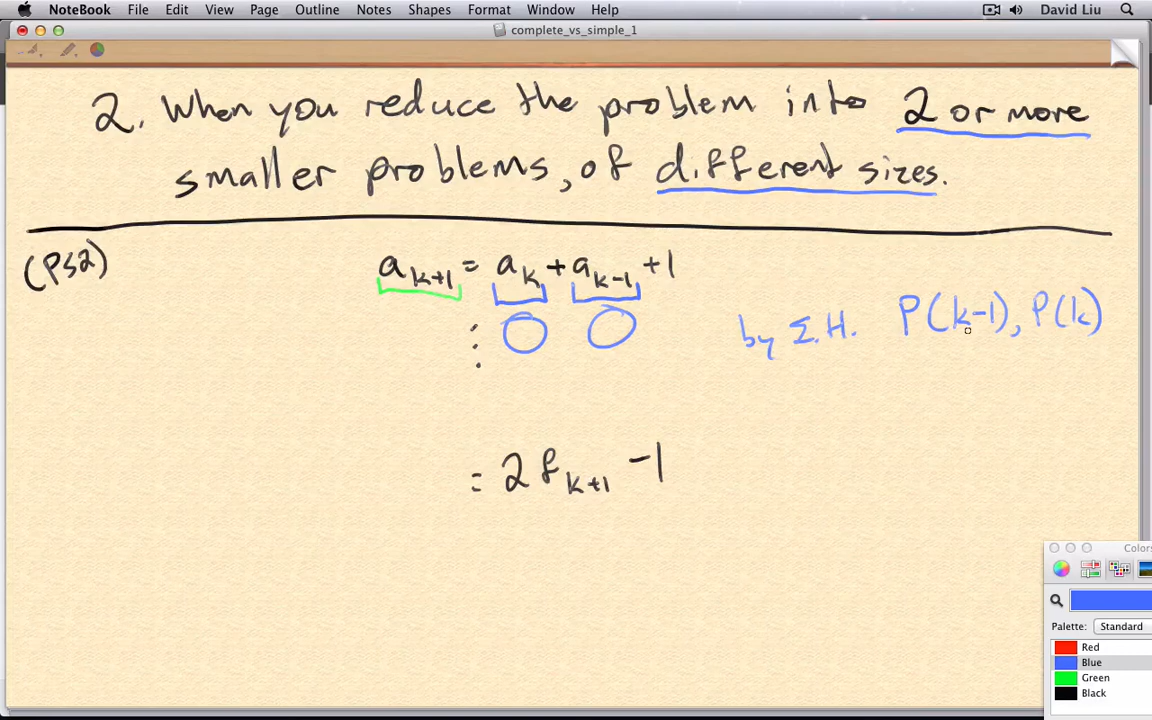 NoteBook File Edit View Page Outline Notes Shapes Format Window Help David Liu
complete_vs_simple_1
2. When you reduce the problem into 2 or more
smaller problems, of different sizes.
(PS2)
a_{k+1} = a_k + a_{k-1} + 1
by I.H. P(k-1), P(k)
= 2f_{k+1} - 1
Colors
Palette: Standard
Red
Blue
Green
Black